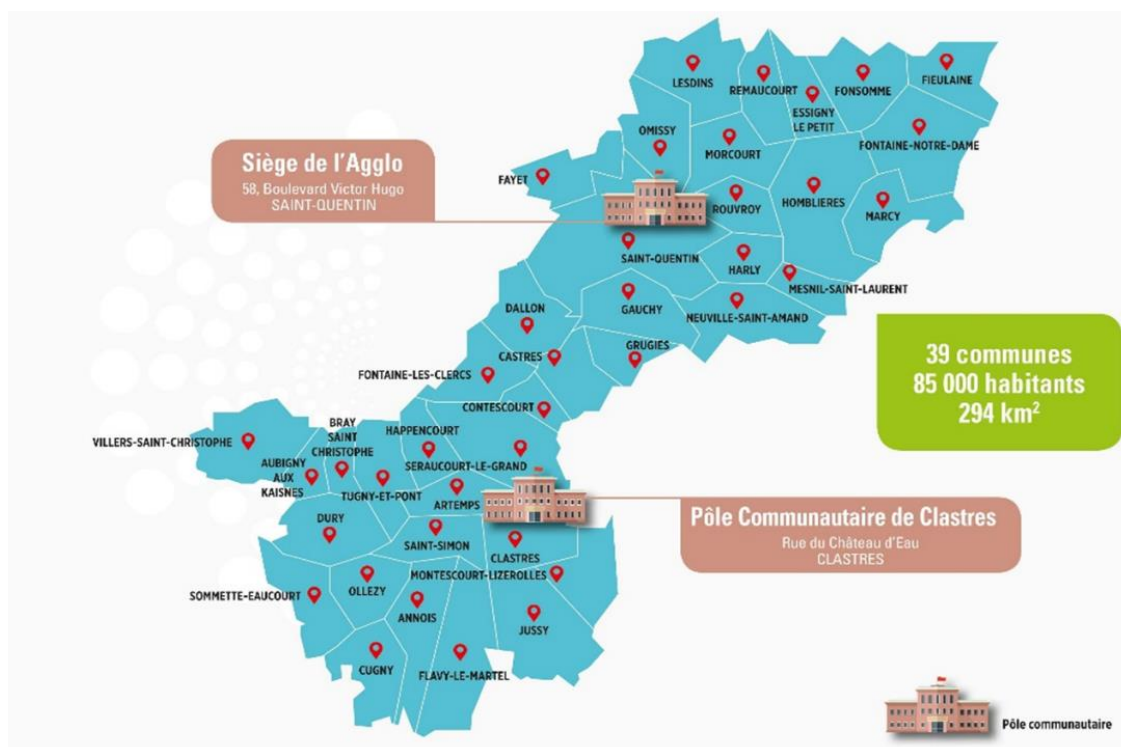 LESDINS
REMAUCOURT
ESSIGNY
LE PETIT
FONSOMME
FIEULAINE
OMISSY
MORCOURT
FONTAINE-NOTRE-DAME
Siège de l'Agglo
58, Boulevard Victor Hugo
SAINT-QUENTIN
FAYET
ROUVROY
HOMBLIERES
MARCY
SAINT-QUENTIN
HARLY
MESNIL-SAINT-LAURENT
DALLON
GAUCHY
NEUVILLE-SAINT-AMAND
CASTRES
GRUGIES
FONTAINE-LES-CLERCS
39 communes
85 000 habitants
294 km²
CONTESCOURT
VILLERS-SAINT-CHRISTOPHE
BRAY
SAINT
CHRISTOPHE
HAPPENCOURT
SERAUCOURT-LE-GRAND
AUBIGNY
AUX
KAISNES
TUGNY-ET-PONT
ARTEMPS
DURY
SAINT-SIMON
CLASTRES
Pôle Communautaire de Clastres
Rue du Château d'Eau
CLASTRES
MONTESCOURT-LIZEROLLES
SOMMETTE-EAUCOURT
OLLEZY
ANNOIS
JUSSY
CUGNY
FLAVY-LE-MARTEL
Pôle communautaire